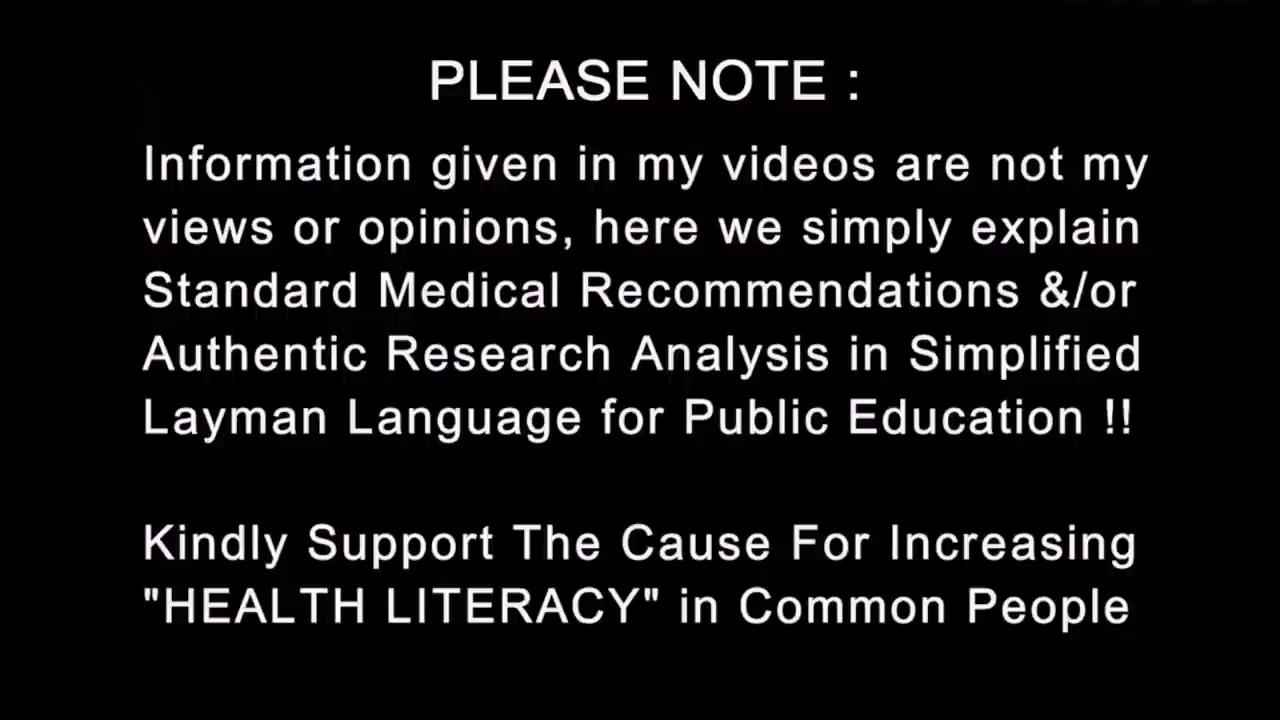 PLEASE NOTE :
Information given in my videos are not my
views or opinions, here we simply explain
Standard Medical Recommendations &/or
Authentic Research Analysis in Simplified
Layman Language for Public Education !!
Kindly Support The Cause For Increasing
"HEALTH LITERACY" in Common People